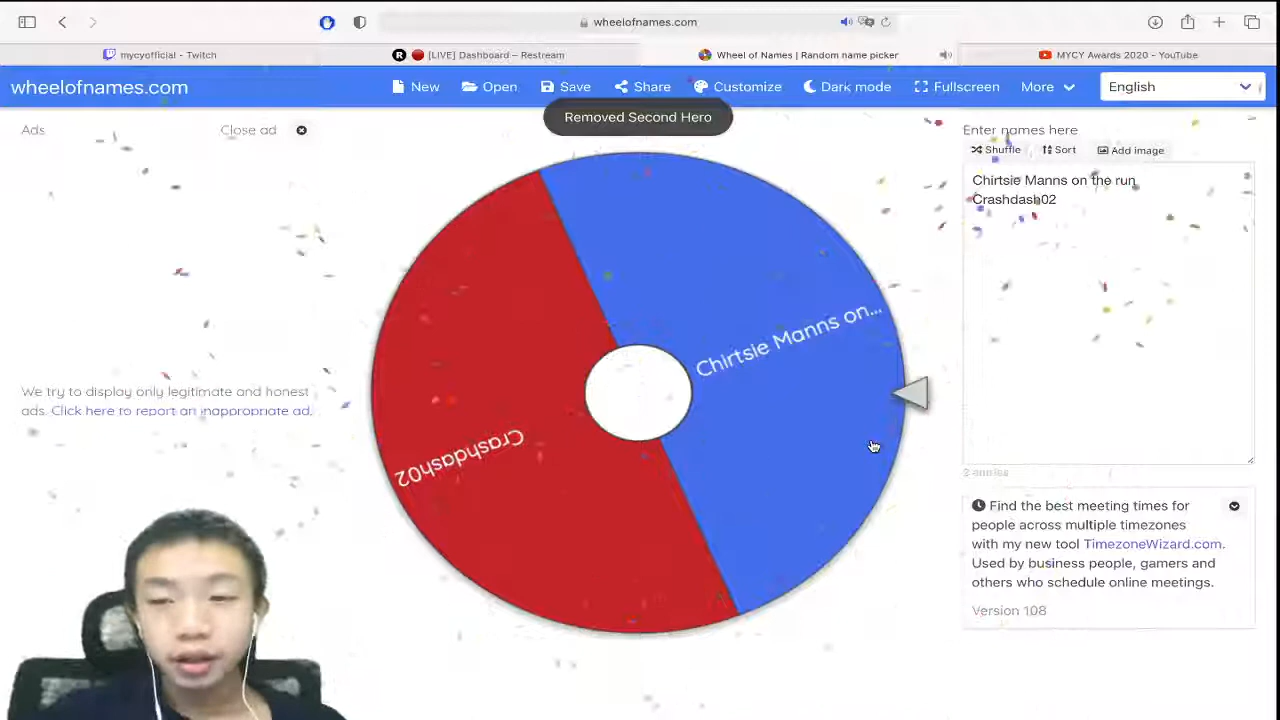 wheelofnames.com
mycyofficial - Twitch
R [LIVE] Dashboard – Restream
Wheel of Names | Random name picker
MYCY Awards 2020 - YouTube
wheelofnames.com
New
Open
Save
Share
Customize
Dark mode
Fullscreen
More
English
Removed Second Hero
Ads
Close ad
Enter names here
Shuffle
Sort
Add image
Chirtsie Manns on the run
Crashdash02
Chirtsie Manns on...
Crashdash02
We try to display only legitimate and honest
ads. Click here to report an inappropriate ad.
2 entries
Find the best meeting times for
people across multiple timezones
with my new tool TimezoneWizard.com.
Used by business people, gamers and
others who schedule online meetings.
Version 108